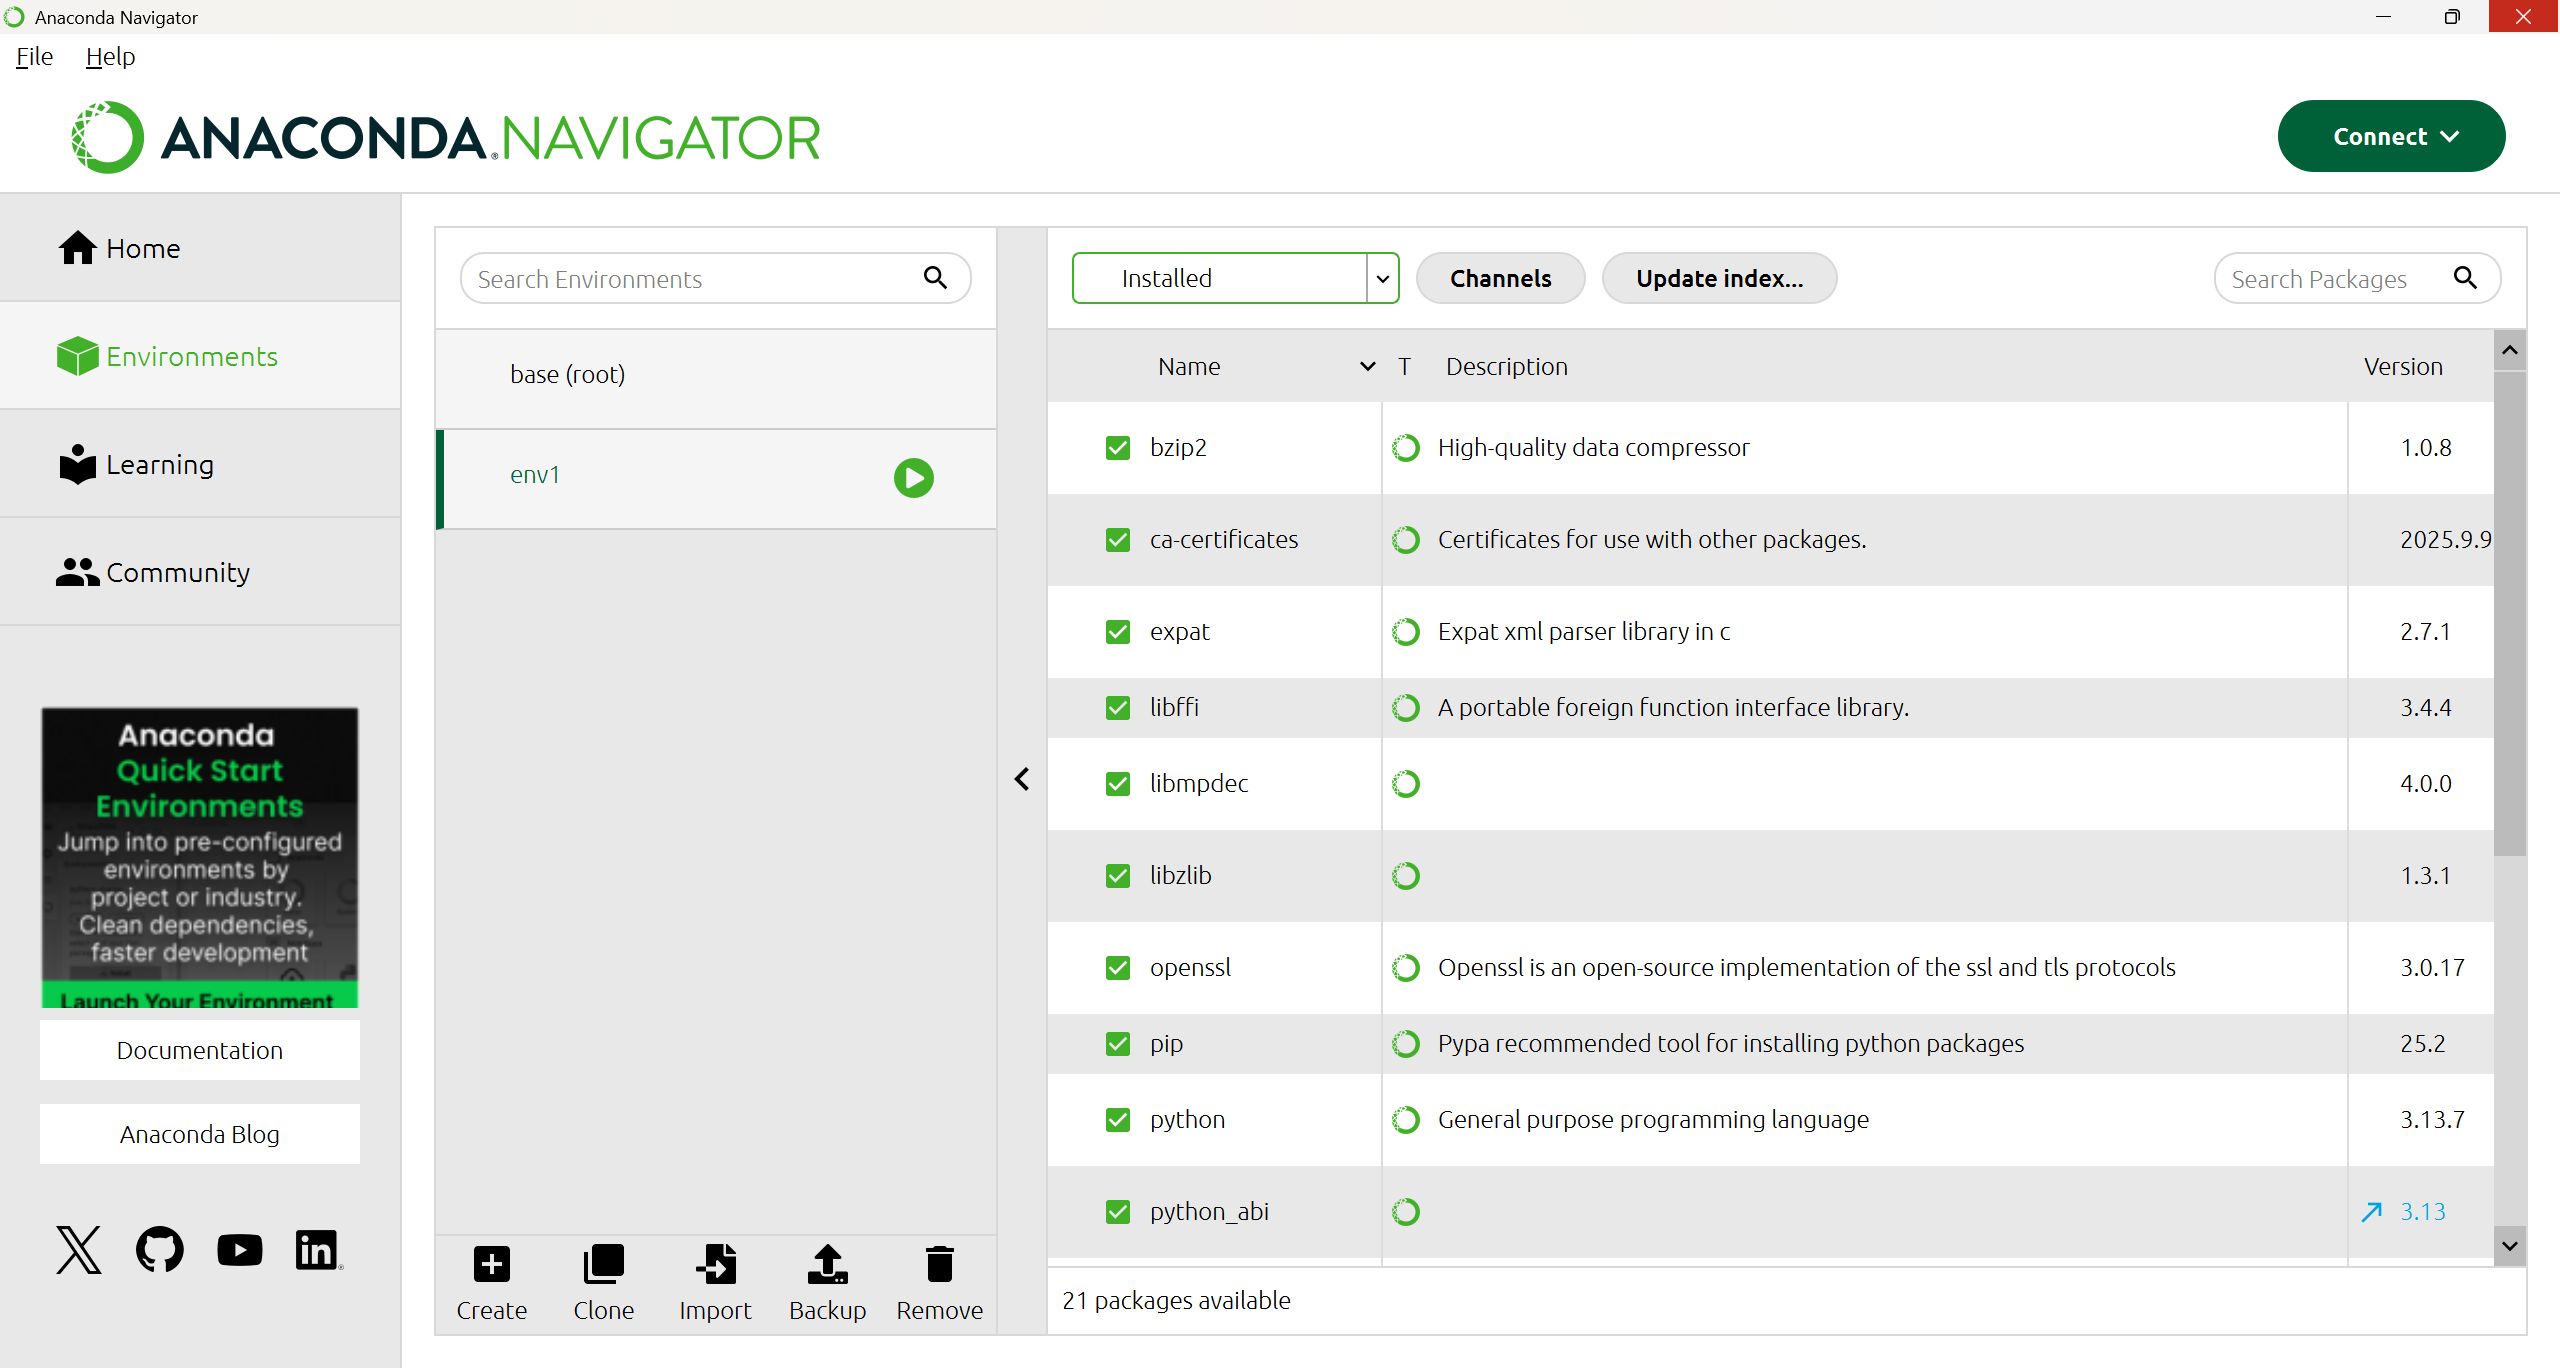 Anaconda Navigator
File Help
ANACONDA.NAVIGATOR
Connect
Home
Environments
Learning
Community
Anaconda
Quick Start
Environments
Jump into pre-configured
environments by
project or industry.
Clean dependencies,
faster development
Launch Your Environment
Documentation
Anaconda Blog
Search Environments
base (root)
env1
Create Clone Import Backup Remove
Installed Channels Update index... Search Packages
Name T Description Version
bzip2 High-quality data compressor 1.0.8
ca-certificates Certificates for use with other packages. 2025.9.9
expat Expat xml parser library in c 2.7.1
libffi A portable foreign function interface library. 3.4.4
libmpdec 4.0.0
libzlib 1.3.1
openssl Openssl is an open-source implementation of the ssl and tls protocols 3.0.17
pip Pypa recommended tool for installing python packages 25.2
python General purpose programming language 3.13.7
python_abi 3.13
21 packages available